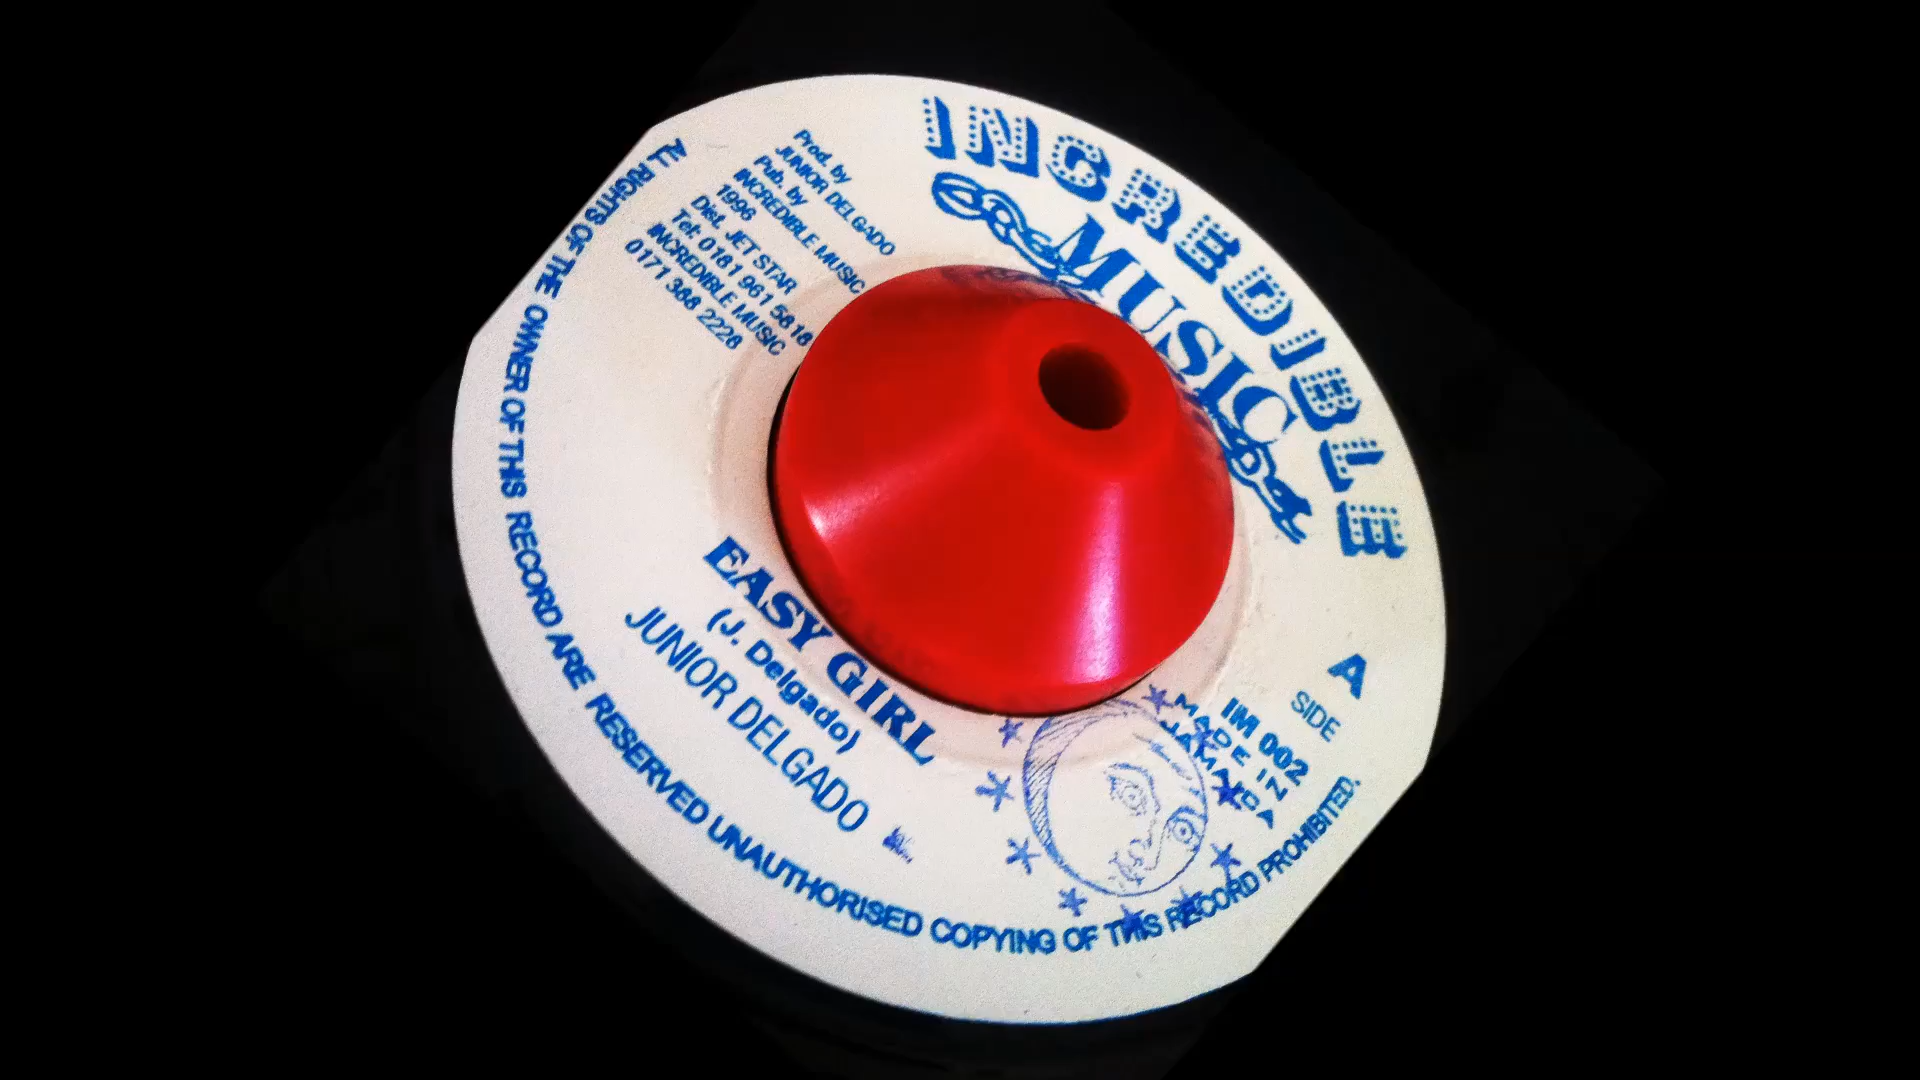 INCREDIBLE
MUSIC
Prod. by
JUNIOR DELGADO
Pub. by
INCREDIBLE MUSIC
1996
Dist. JET STAR
Tel: 0181 961 5818
INCREDIBLE MUSIC
0171 388 2228
A
SIDE
IM 002
MADE IN
JAMAICA
EASY GIRL
(J. Delgado)
JUNIOR DELGADO
ALL RIGHTS OF THE OWNER OF THIS RECORD ARE RESERVED UNAUTHORISED COPYING OF THIS RECORD PROHIBITED.